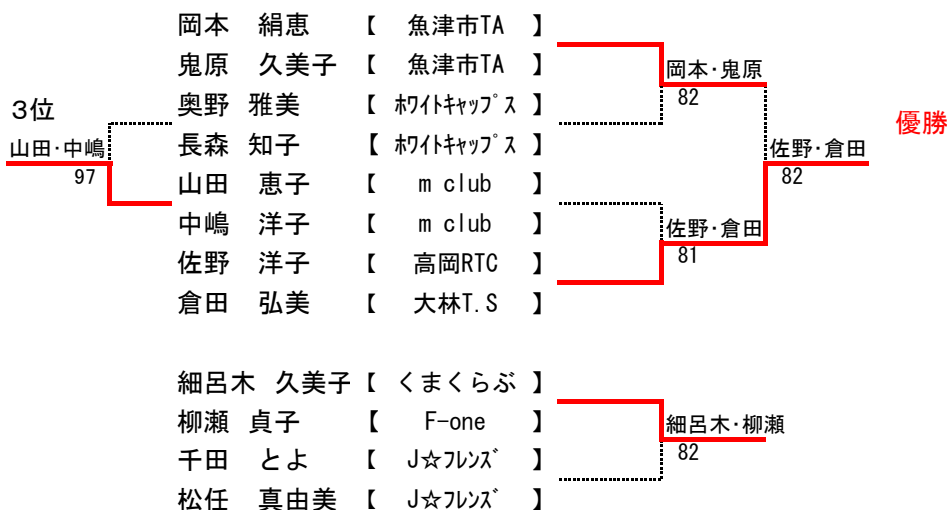 岡本 絹恵 【 魚津市TA 】
鬼原 久美子 【 魚津市TA 】
岡本･鬼原
82
奥野 雅美 【 ﾎﾜｲﾄｷｬｯﾌﾟｽ 】
3位
優勝
長森 知子 【 ﾎﾜｲﾄｷｬｯﾌﾟｽ 】
山田･中嶋
97
佐野･倉田
82
山田 恵子 【 m club 】
中嶋 洋子 【 m club 】
佐野･倉田
81
佐野 洋子 【 高岡RTC 】
倉田 弘美 【 大林T.S 】
細呂木 久美子 【 くまくらぶ 】
柳瀬 貞子 【 F-one 】
細呂木･柳瀬
82
千田 とよ 【 J☆ﾌﾚﾝｽﾞ 】
松任 真由美 【 J☆ﾌﾚﾝｽﾞ 】